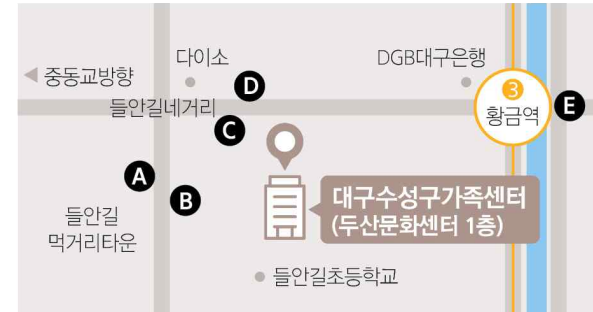 다이소
DGB대구은행
중동교방향
D
3
E
들안길네거리
황금역
C
A
B
대구수성구가족센터
(두산문화센터 1층)
들안길
먹거리타운
들안길초등학교